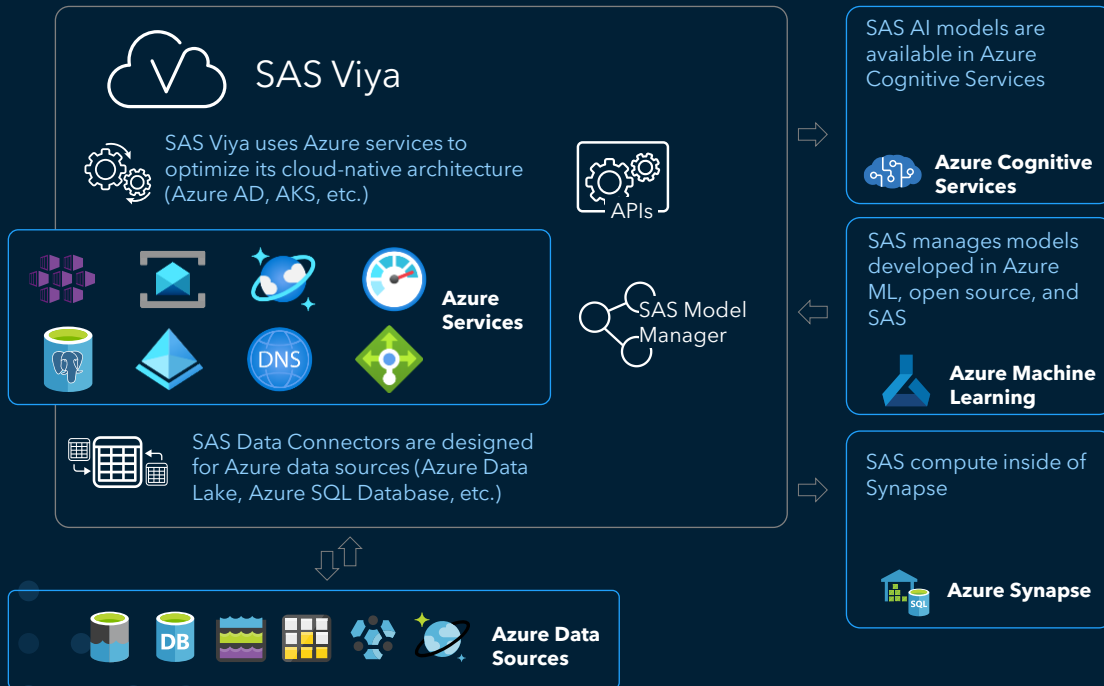 SAS Viya
SAS Viya uses Azure services to
optimize its cloud-native architecture
(Azure AD, AKS, etc.)
APIs
Azure
Services
DNS
SAS Model
Manager
SAS Data Connectors are designed
for Azure data sources (Azure Data
Lake, Azure SQL Database, etc.)
DB
Azure Data
Sources
SAS AI models are
available in Azure
Cognitive Services
Azure Cognitive
Services
SAS manages models
developed in Azure
ML, open source, and
SAS
Azure Machine
Learning
SAS compute inside of
Synapse
SQL
Azure Synapse